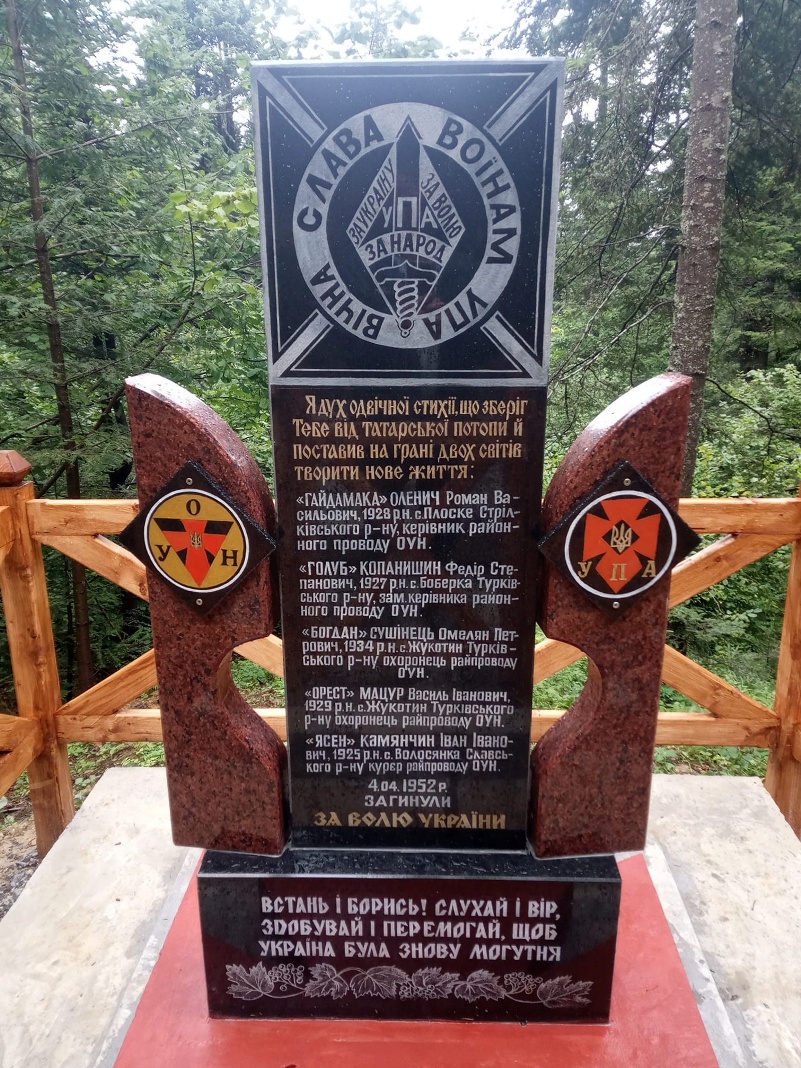 ВІЧНА СЛАВА ВОЇНАМ УПА
ЗА УКРАЇНУ
ЗА ВОЛЮ
УПА
ЗА НАРОД
Я ДУХ ОДВІЧНОЇ СТИХІЇ, ЩО ЗБЕРІГ
ТЕБЕ ВІД ТАТАРСЬКОЇ ПОТОПИ Й
ПОСТАВИВ НА ГРАНІ ДВОХ СВІТІВ
ТВОРИТИ НОВЕ ЖИТТЯ:
«ГАЙДАМАКА» ОЛЕНИЧ Роман Ва-
сильович, 1928 р.н. с. Плоске Стріл-
ківського р-ну, керівник район-
ного проводу ОУН.
«ГОЛУБ» КОПАНИШИН Федір Сте-
панович, 1927 р.н. с. Боберка Турків-
ського р-ну, зам. керівника район-
ного проводу ОУН.
«БОГДАН» СУШІНЕЦЬ Омелян Пет-
рович, 1934 р.н. с. Жукотин Турків-
ського р-ну охоронець райпроводу
ОУН.
«ОРЕСТ» МАЦУР Василь Іванович,
1929 р.н. с. Жукотин Турківського
р-ну охоронець райпроводу ОУН.
«ЯСЕН» КАМЯНЧИН Іван Івано-
вич, 1925 р.н. с. Волосянка Славсь-
кого р-ну курєр райпроводу ОУН.
4.04.1952 р.
ЗАГИНУЛИ
ЗА ВОЛЮ УКРАЇНИ
О
У Н
У П А
ВСТАНЬ І БОРИСЬ! СЛУХАЙ І ВІР,
ЗДОБУВАЙ І ПЕРЕМОГАЙ, ЩОБ
УКРАЇНА БУЛА ЗНОВУ МОГУТНЯ